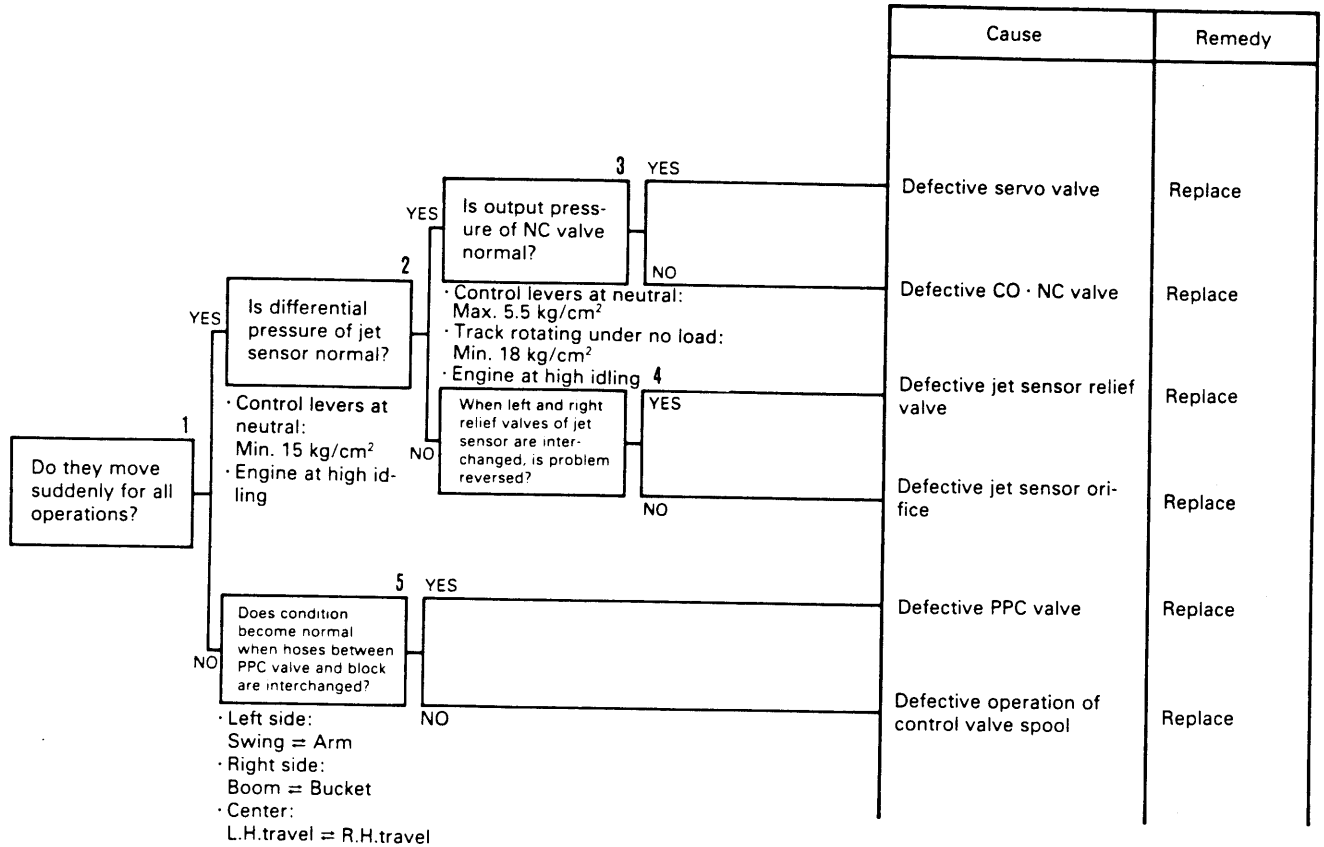 Cause
Remedy
3
YES
Is output press-
ure of NC valve
normal?
YES
Defective servo valve
Replace
2
NO
Is differential
pressure of jet
sensor normal?
YES
· Control levers at neutral:
Max. 5.5 kg/cm²
· Track rotating under no load:
Min. 18 kg/cm²
· Engine at high idling
Defective CO · NC valve
Replace
4
YES
When left and right
relief valves of jet
sensor are inter-
changed, is problem
reversed?
NO
NO
Defective jet sensor relief
valve
Replace
· Control levers at
neutral:
Min. 15 kg/cm²
· Engine at high id-
ling
1
Do they move
suddenly for all
operations?
Defective jet sensor ori-
fice
Replace
5
YES
Does condition
become normal
when hoses between
PPC valve and block
are interchanged?
NO
NO
Defective PPC valve
Replace
· Left side:
Swing ⇌ Arm
· Right side:
Boom ⇌ Bucket
· Center:
L.H.travel ⇌ R.H.travel
Defective operation of
control valve spool
Replace